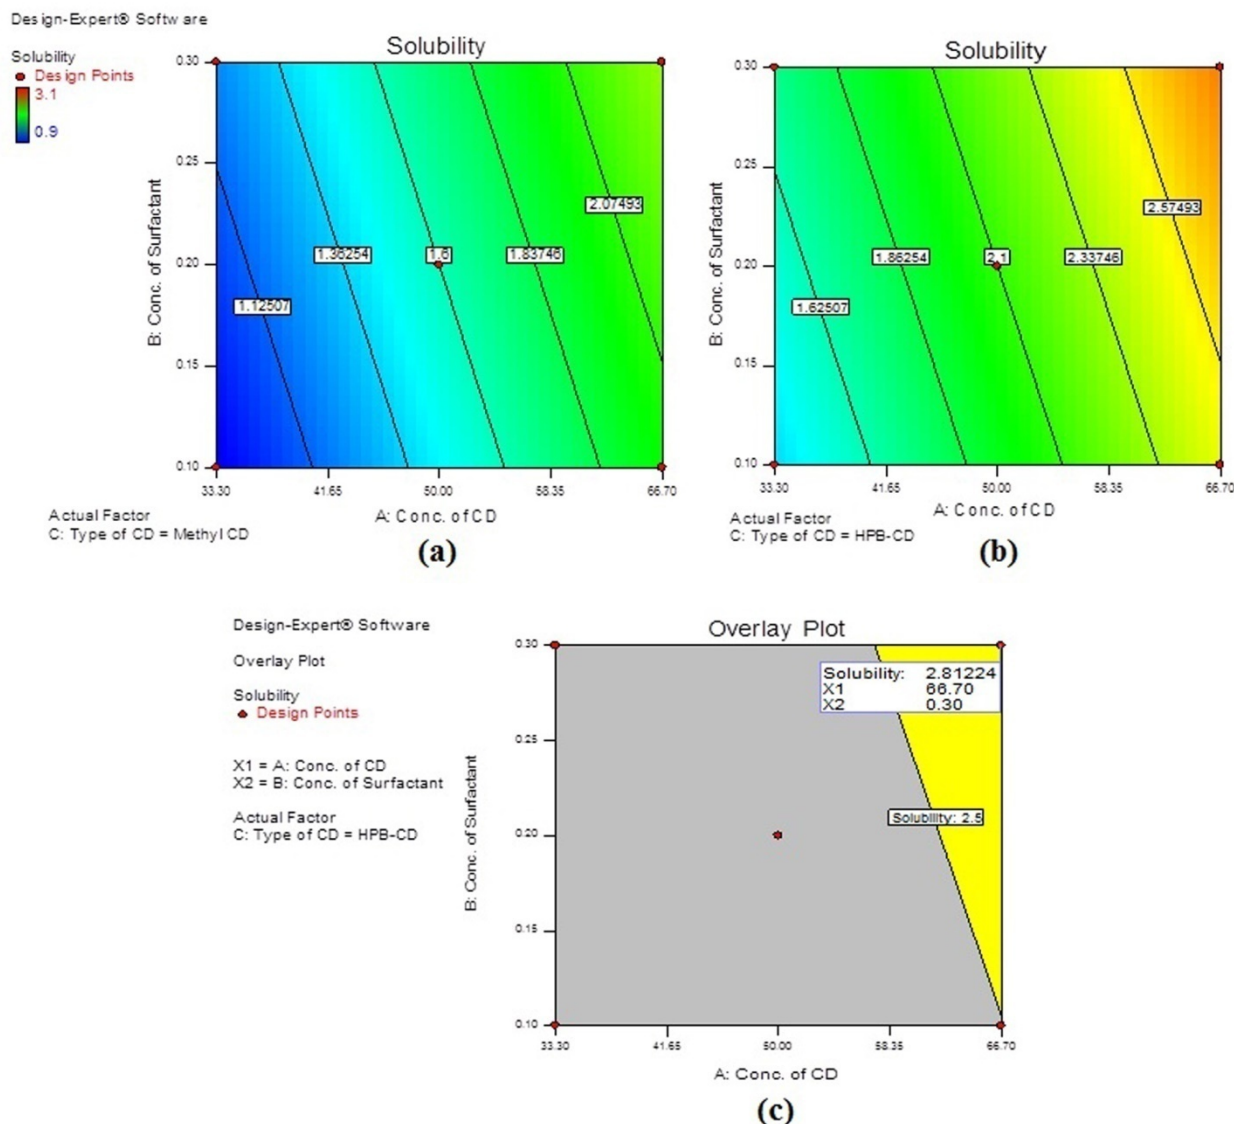 Design-Expert® Software
Solubility
Design Points
3.1
0.9
Solubility
0.30
0.25
0.20
0.15
0.10
B: Conc. of Surfactant
1.12507
1.36254
1.6
1.83746
2.07493
33.30
41.65
50.00
58.35
66.70
A: Conc. of CD
Actual Factor
C: Type of CD = Methyl CD
(a)
Solubility
0.30
0.25
0.20
0.15
0.10
B: Conc. of Surfactant
1.62507
1.86254
2.1
2.33746
2.57493
33.30
41.65
50.00
58.35
66.70
A: Conc. of CD
Actual Factor
C: Type of CD = HPB-CD
(b)
Design-Expert® Software
Overlay Plot
Solubility
Design Points
X1 = A: Conc. of CD
X2 = B: Conc. of Surfactant
Actual Factor
C: Type of CD = HPB-CD
Overlay Plot
0.30
0.25
0.20
0.15
0.10
B: Conc. of Surfactant
Solubility: 2.81224
X1 66.70
X2 0.30
Solubility: 2.5
33.30
41.65
50.00
58.35
66.70
A: Conc. of CD
(c)